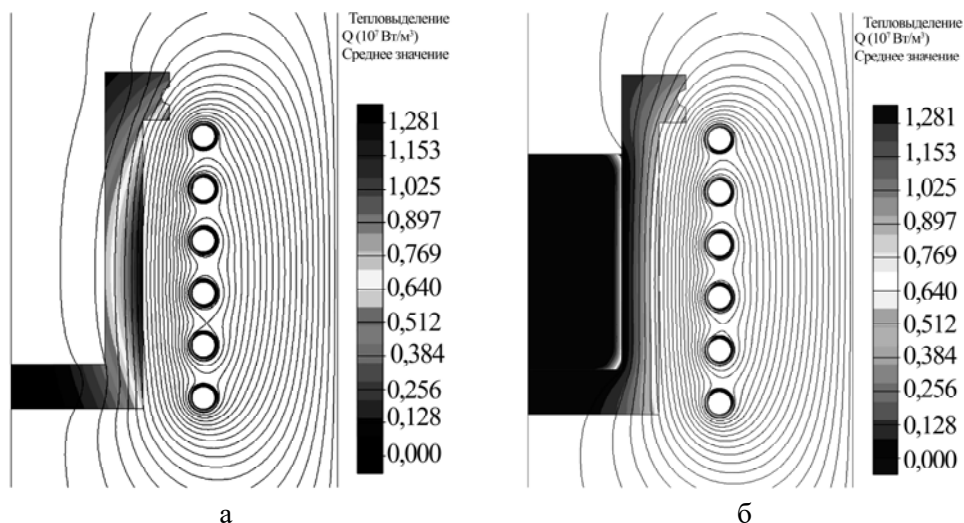 Тепловыделение
Q (10⁷ Вт/м³)
Среднее значение
1,281
1,153
1,025
0,897
0,769
0,640
0,512
0,384
0,256
0,128
0,000
а
Тепловыделение
Q (10⁷ Вт/м³)
Среднее значение
1,281
1,153
1,025
0,897
0,769
0,640
0,512
0,384
0,256
0,128
0,000
б